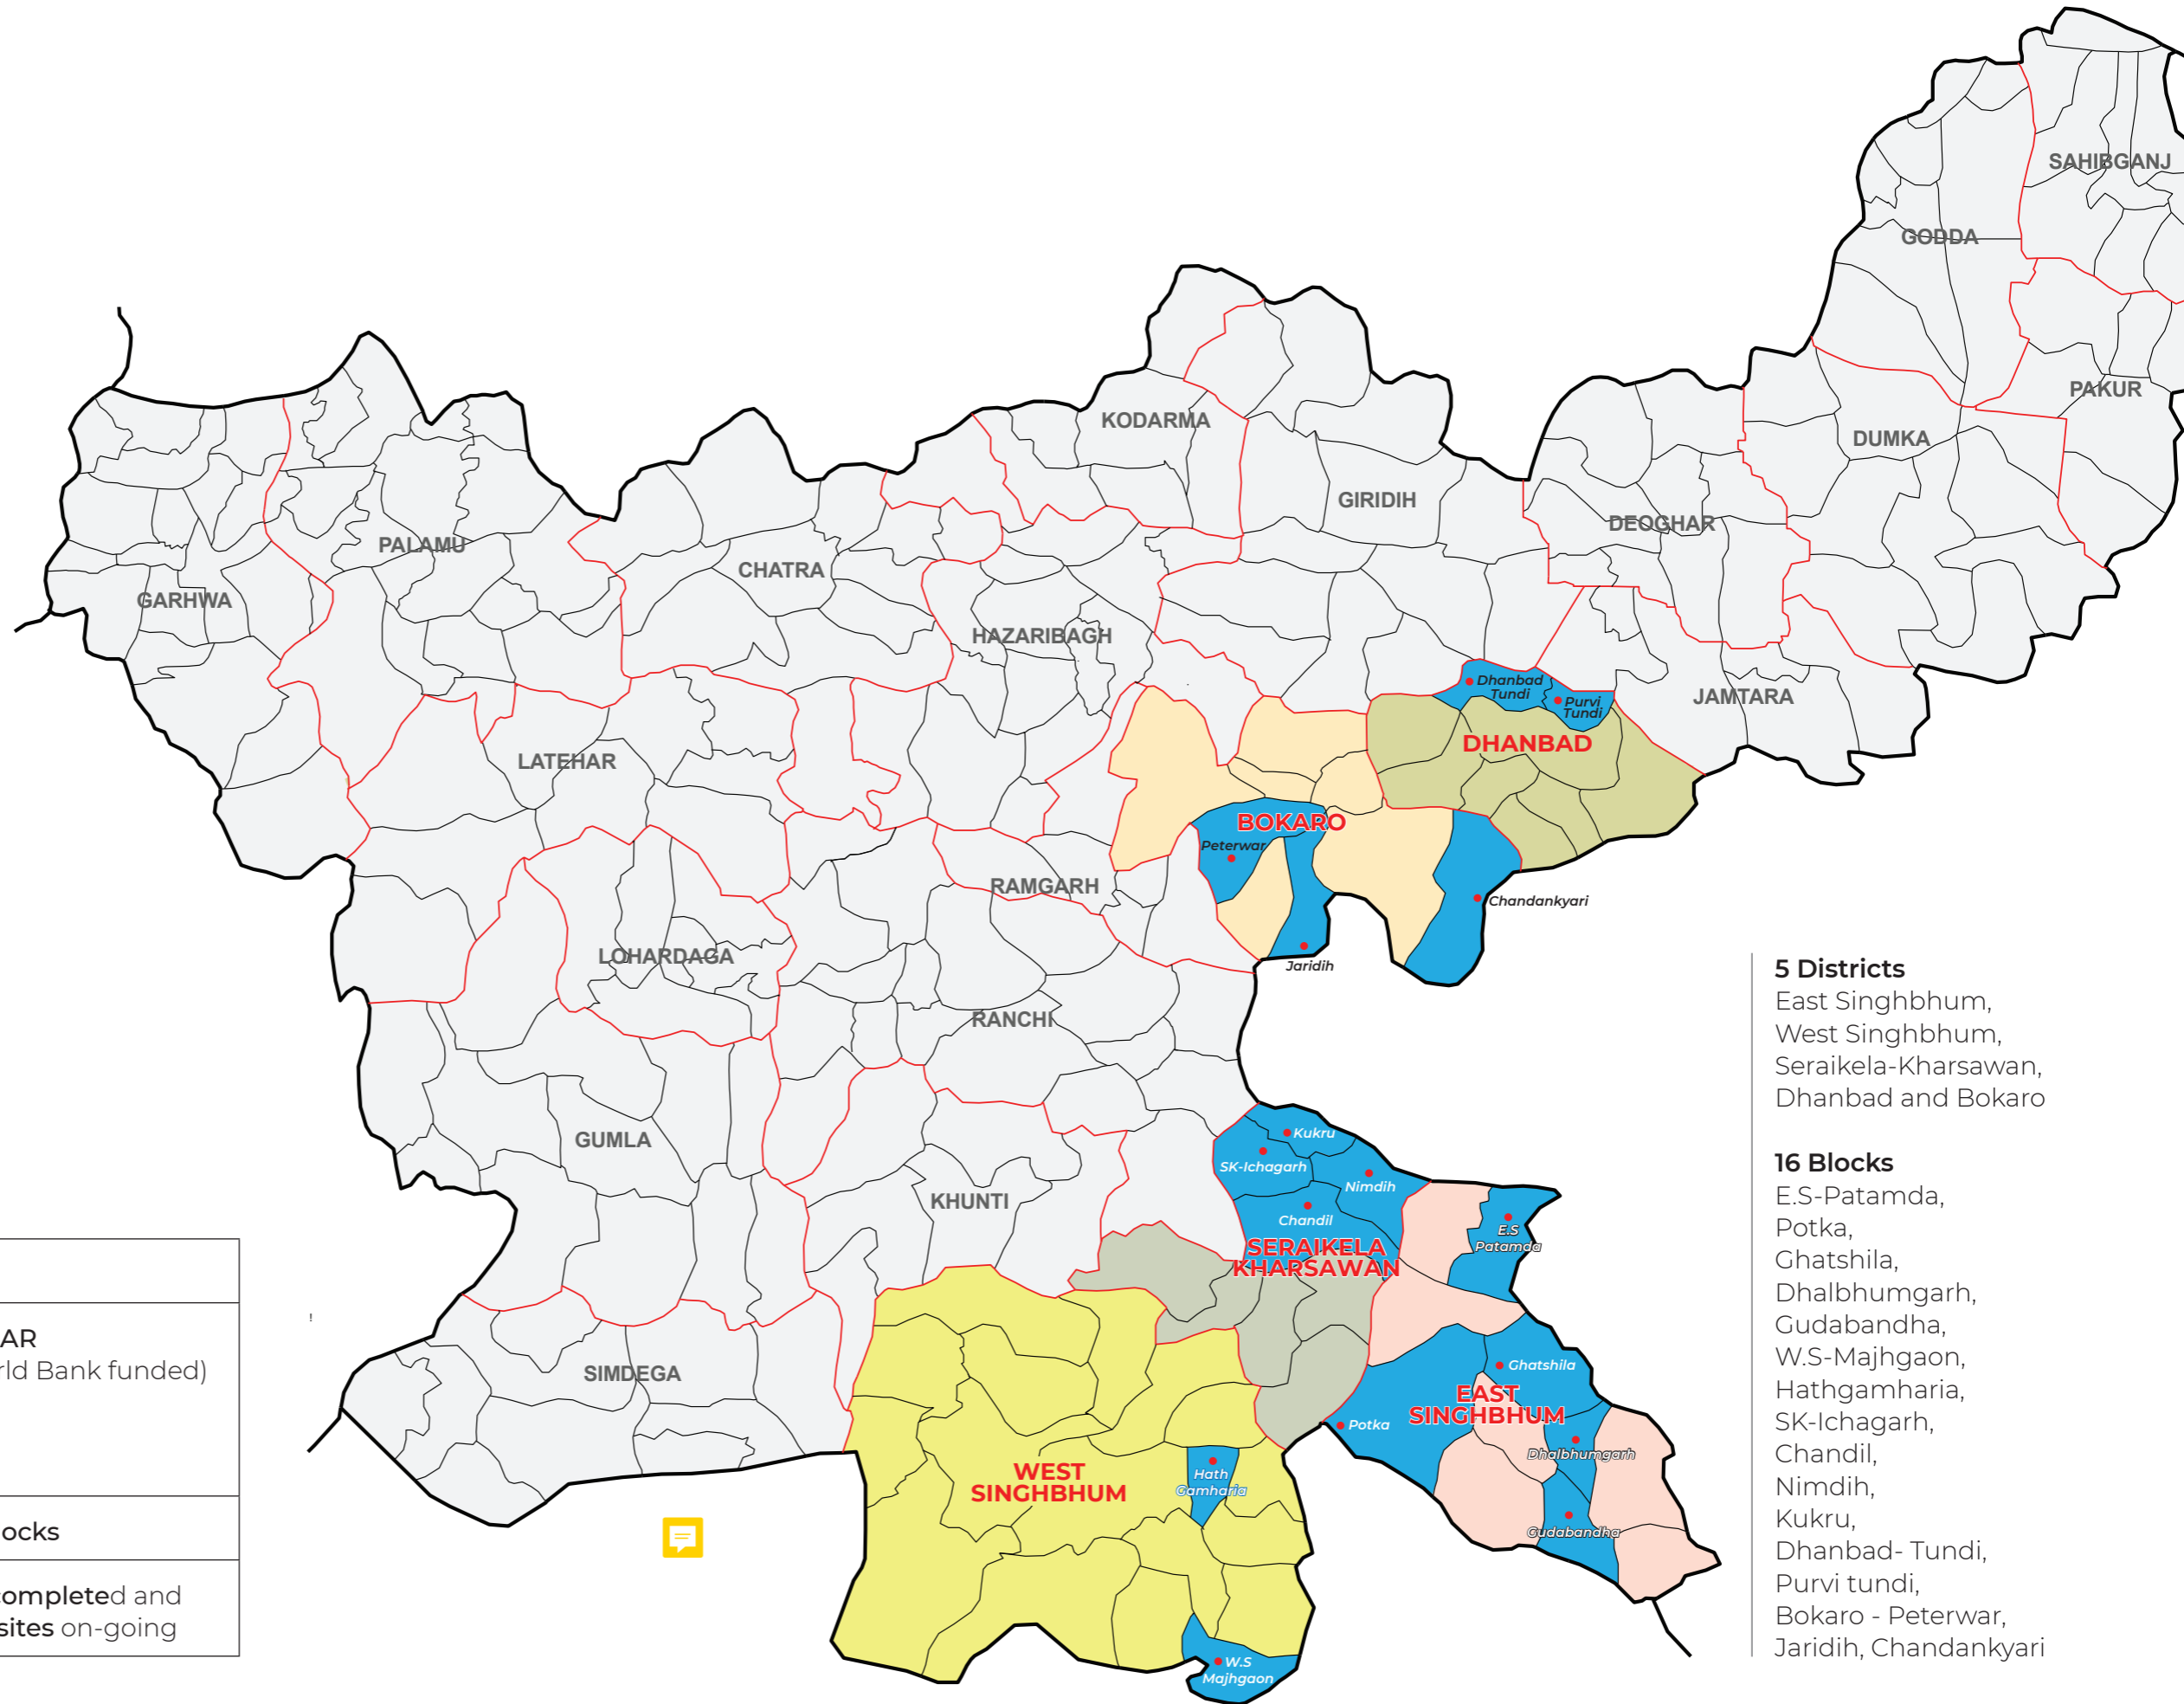 SAHIBGANJ
GODDA
PAKUR
KODARMA
DUMKA
GIRIDIH
DEOGHAR
PALAMU
CHATRA
GARHWA
HAZARIBAGH
Dhanbad
Tundi
Purvi
Tundi
JAMTARA
DHANBAD
LATEHAR
BOKARO
Peterwar
RAMGARH
Chandankyari
LOHARDAGA
Jaridih
RANCHI
Kukru
SK-Ichagarh
Nimdih
GUMLA
KHUNTI
Chandil
E.S
Patamda
SERAIKELA
KHARSAWAN
SIMDEGA
Ghatshila
EAST
SINGHBHUM
Potka
Dhalbhumgarh
WEST
SINGHBHUM
Hath
Gamharia
Gudabandha
W.S
Majhgaon
!
AR
rld Bank funded)
locks
complated and
sites on-going
5 Districts
East Singhbhum,
West Singhbhum,
Seraikela-Kharsawan,
Dhanbad and Bokaro
16 Blocks
E.S-Patamda,
Potka,
Ghatshila,
Dhalbhumgarh,
Gudabandha,
W.S-Majhgaon,
Hathgamharia,
SK-Ichagarh,
Chandil,
Nimdih,
Kukru,
Dhanbad- Tundi,
Purvi tundi,
Bokaro - Peterwar,
Jaridih, Chandankyari